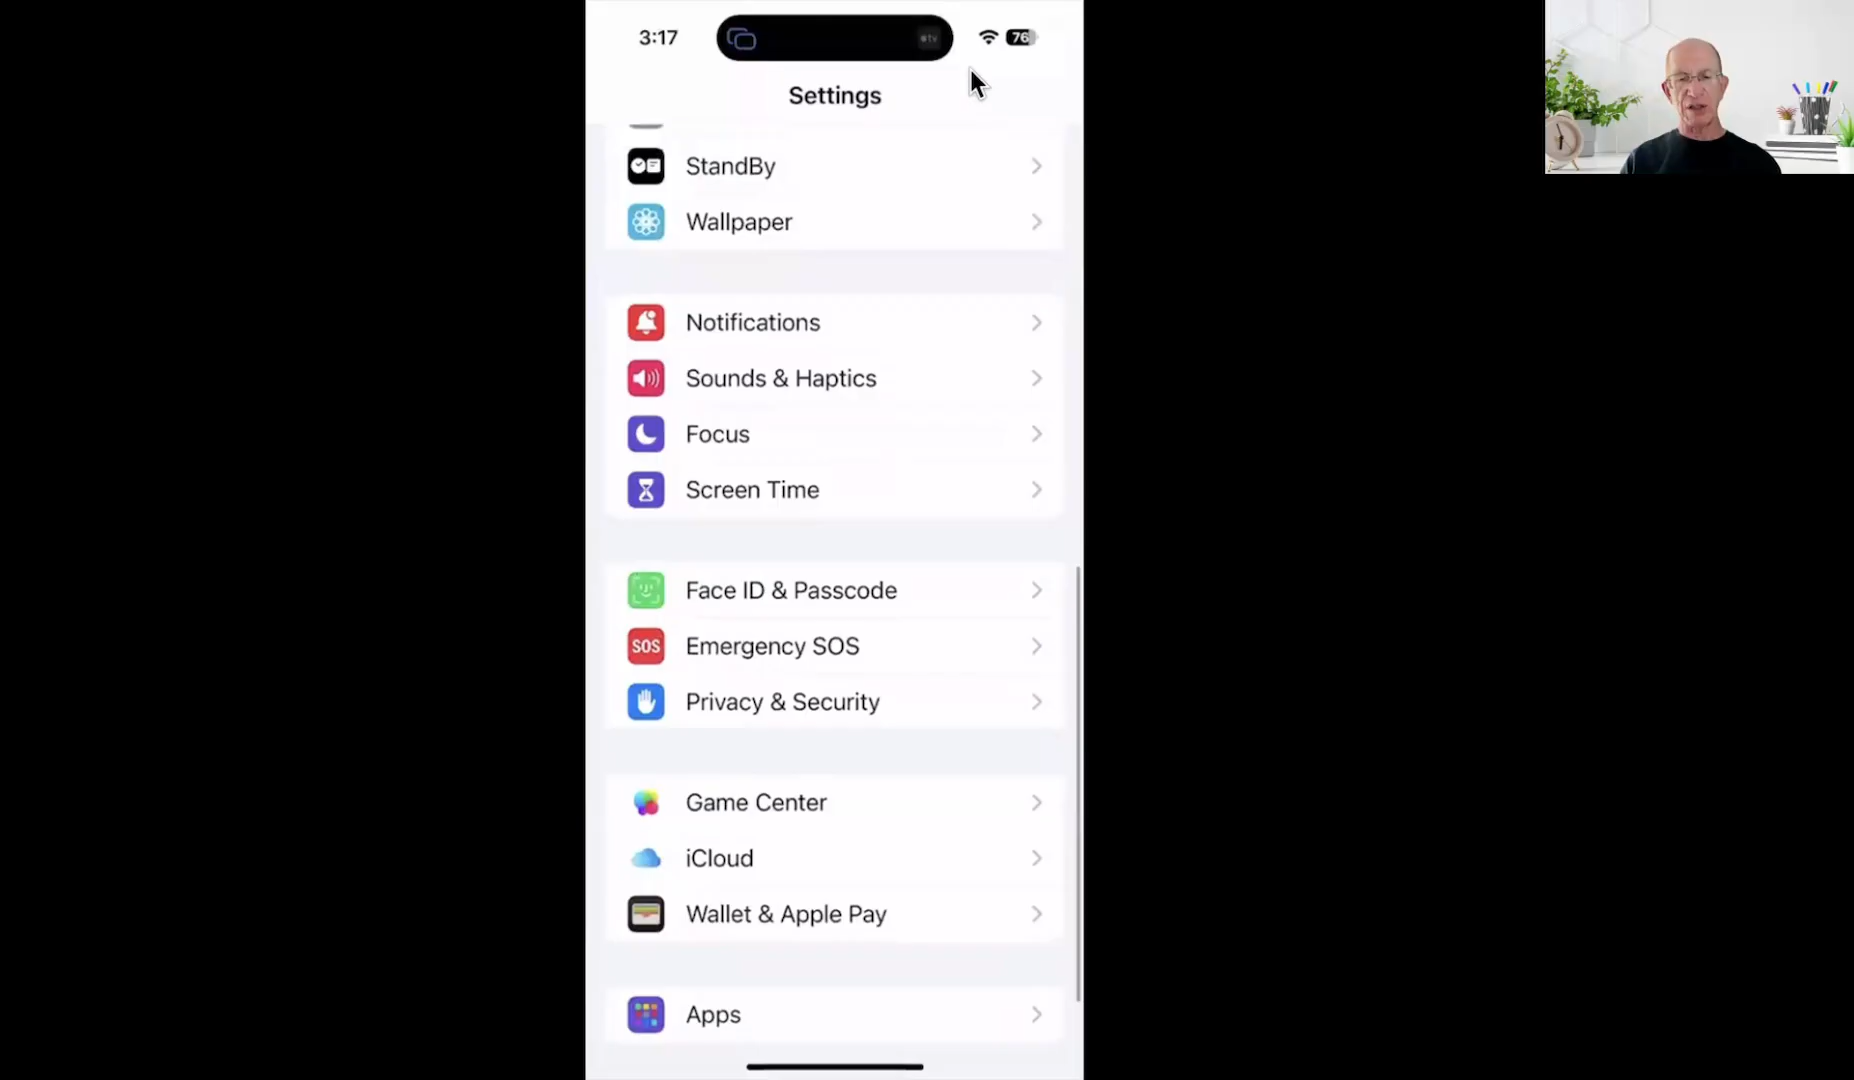 3:17
tv
76
Settings
StandBy
Wallpaper
Notifications
Sounds & Haptics
Focus
Screen Time
Face ID & Passcode
SOS
Emergency SOS
Privacy & Security
Game Center
iCloud
Wallet & Apple Pay
Apps